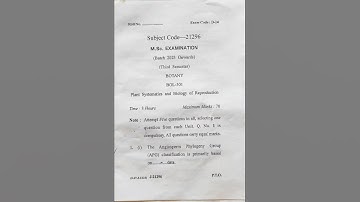 Roll No. ..................... Exam Code :
Subject Code—21296
M.Sc. EXAMINATION
(Batch 2020 Onwards)
(Third Semester)
BOTANY
BOL-301
Plant Systematics and Biology of Reproduction
Time : 3 Hours Maximum Marks : 70
Note : Attempt Five questions in all, selecting one
question from each Unit. Q. No. 1 is
compulsory. All questions carry equal marks.
1. (i) The Angiosperm Phylogeny Group
(APG) classification is primarily based
on ............ data.
J-21296 P.T.O.